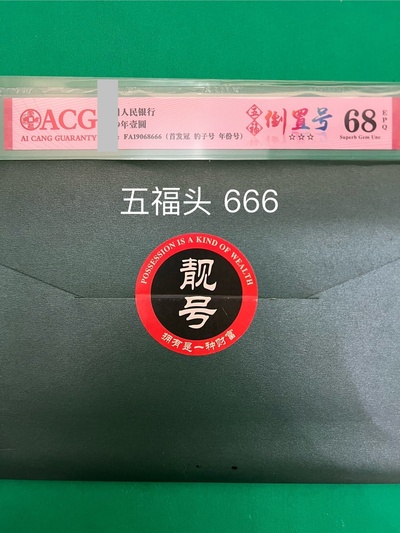 ACG
AI CANG GUARANTY
国人民银行
9年壹圆
: FA19068666 (首发冠 豹子号 年份号)
五福
倒置号
☆☆☆
68
EPQ
Superb Gem Unc
五福头 666
POSSESSION IS A KIND OF WEALTH
靓号
拥有是一种财富